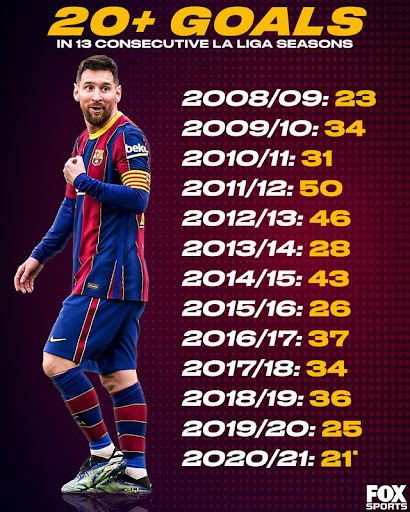 20+ GOALS
IN 13 CONSECUTIVE LA LIGA SEASONS
beko
2008/09: 23
2009/10: 34
2010/11: 31
2011/12: 50
2012/13: 46
2013/14: 28
2014/15: 43
2015/16: 26
2016/17: 37
2017/18: 34
2018/19: 36
2019/20: 25
2020/21: 21*
FOX
SPORTS